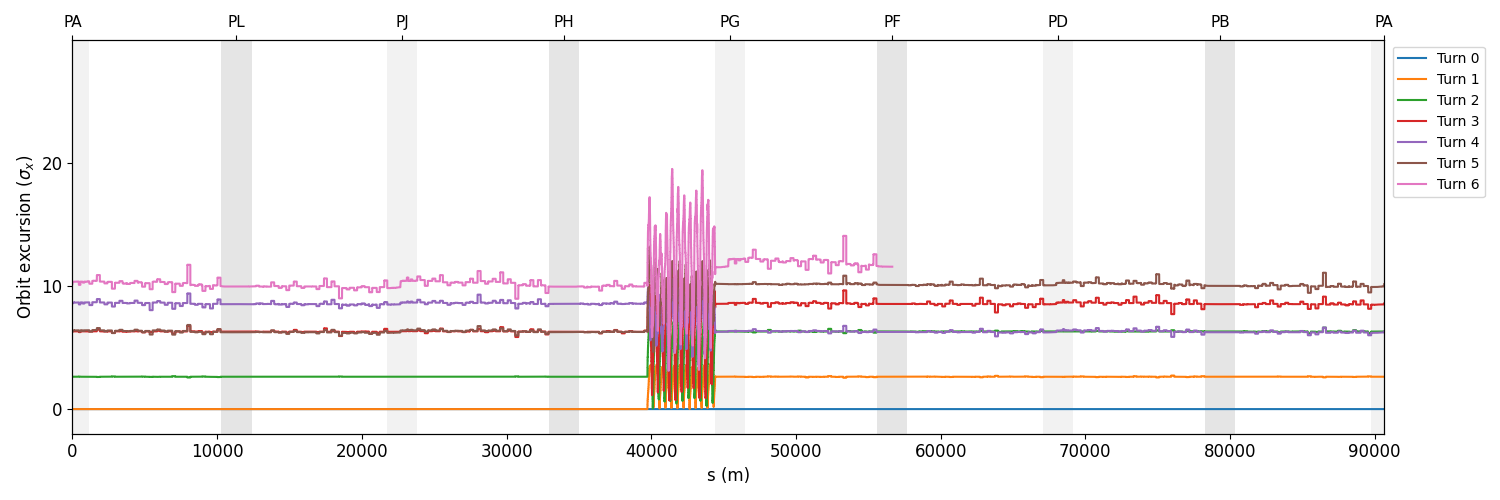 PA PL PJ PH PG PF PD PB PA
Orbit excursion (σx)
20
10
0
0 10000 20000 30000 40000 50000 60000 70000 80000 90000
s (m)
Turn 0
Turn 1
Turn 2
Turn 3
Turn 4
Turn 5
Turn 6